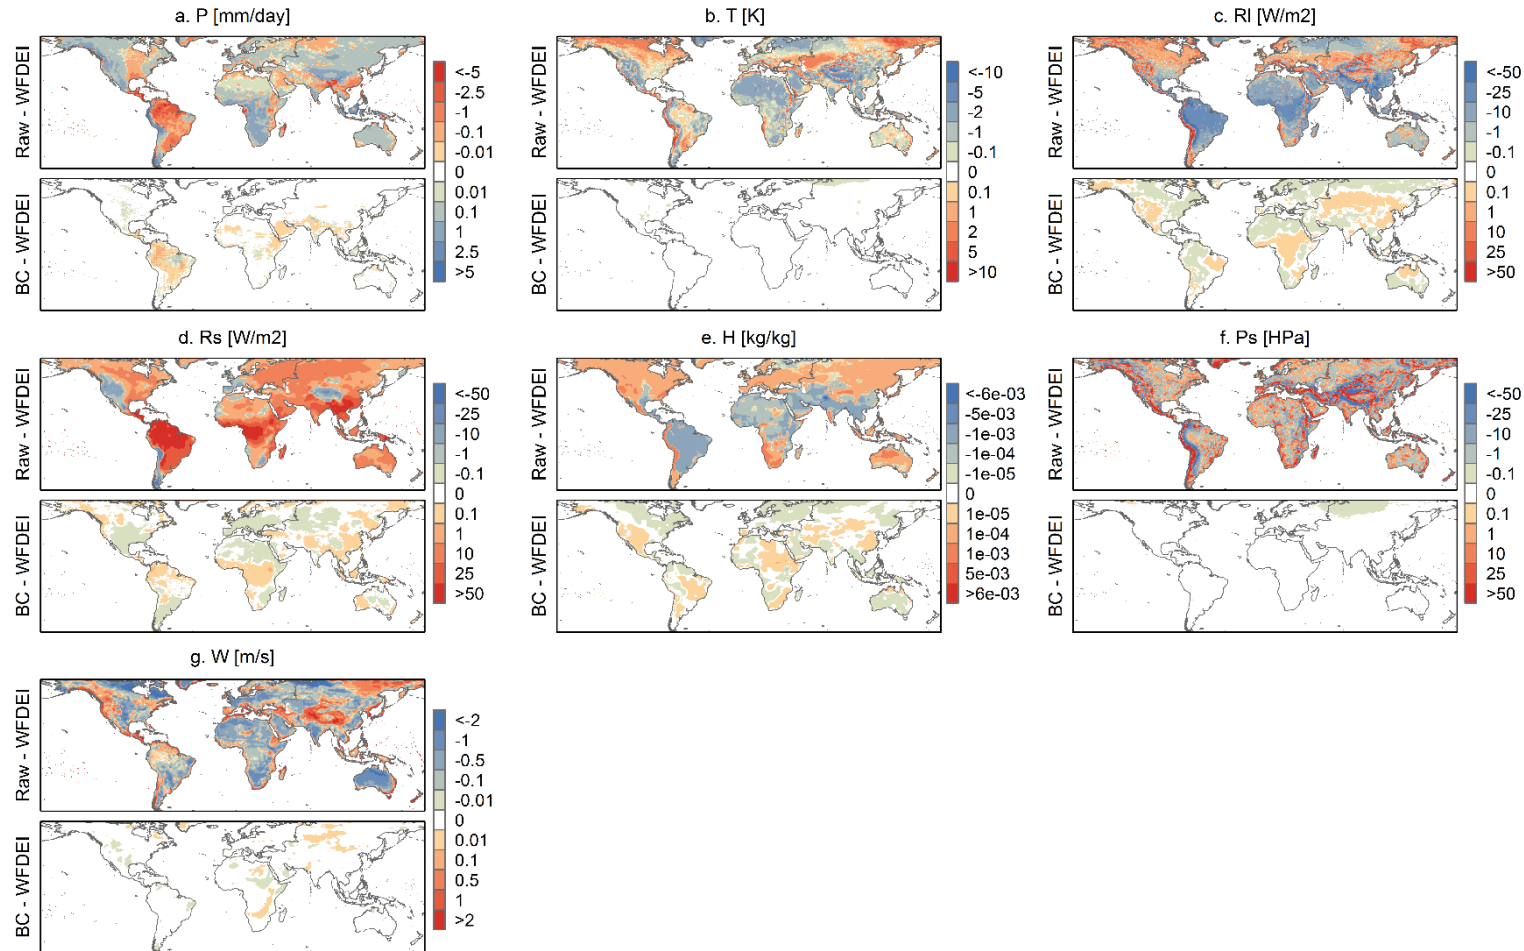 a. P [mm/day]
Raw - WFDEI
BC - WFDEI
<-5
-2.5
-1
-0.1
-0.01
0
0.01
0.1
1
2.5
>5
b. T [K]
Raw - WFDEI
BC - WFDEI
<-10
-5
-2
-1
-0.1
0
0.1
1
2
5
>10
c. Rl [W/m2]
Raw - WFDEI
BC - WFDEI
<-50
-25
-10
-1
-0.1
0
0.1
1
10
25
>50
d. Rs [W/m2]
Raw - WFDEI
BC - WFDEI
<-50
-25
-10
-1
-0.1
0
0.1
1
10
25
>50
e. H [kg/kg]
Raw - WFDEI
BC - WFDEI
<-6e-03
-5e-03
-1e-03
-1e-04
-1e-05
0
1e-05
1e-04
1e-03
5e-03
>6e-03
f. Ps [HPa]
Raw - WFDEI
BC - WFDEI
<-50
-25
-10
-1
-0.1
0
0.1
1
10
25
>50
g. W [m/s]
Raw - WFDEI
BC - WFDEI
<-2
-1
-0.5
-0.1
-0.01
0
0.01
0.1
0.5
1
>2